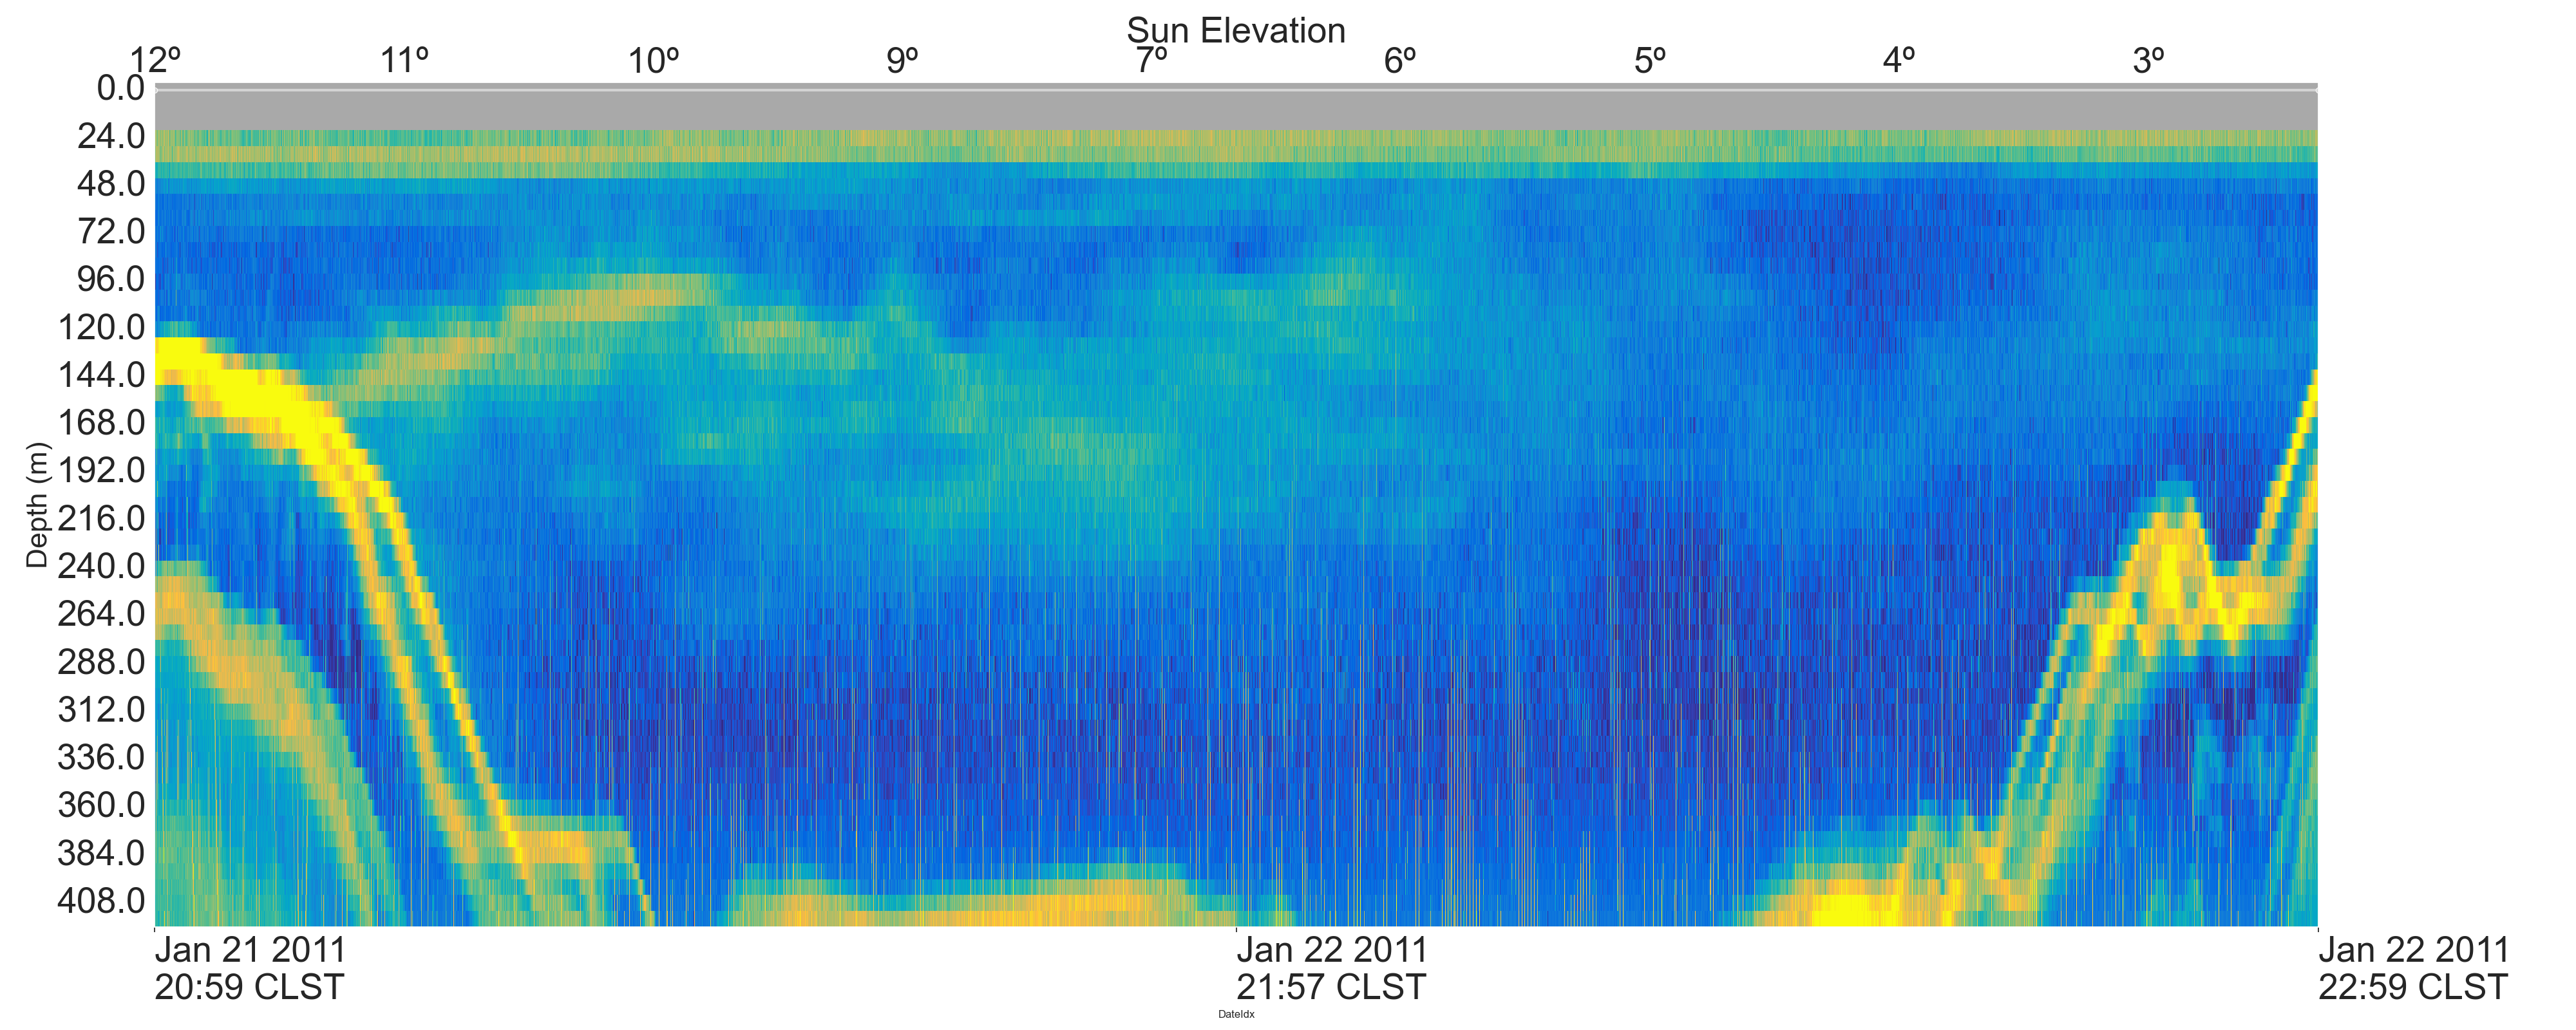 Sun Elevation
12º 11º 10º 9º 7º 6º 5º 4º 3º
0.0
24.0
48.0
72.0
96.0
120.0
144.0
168.0
192.0
216.0
240.0
264.0
288.0
312.0
336.0
360.0
384.0
408.0
Depth (m)
Jan 21 2011
20:59 CLST
Jan 22 2011
21:57 CLST
Jan 22 2011
22:59 CLST
DateIdx